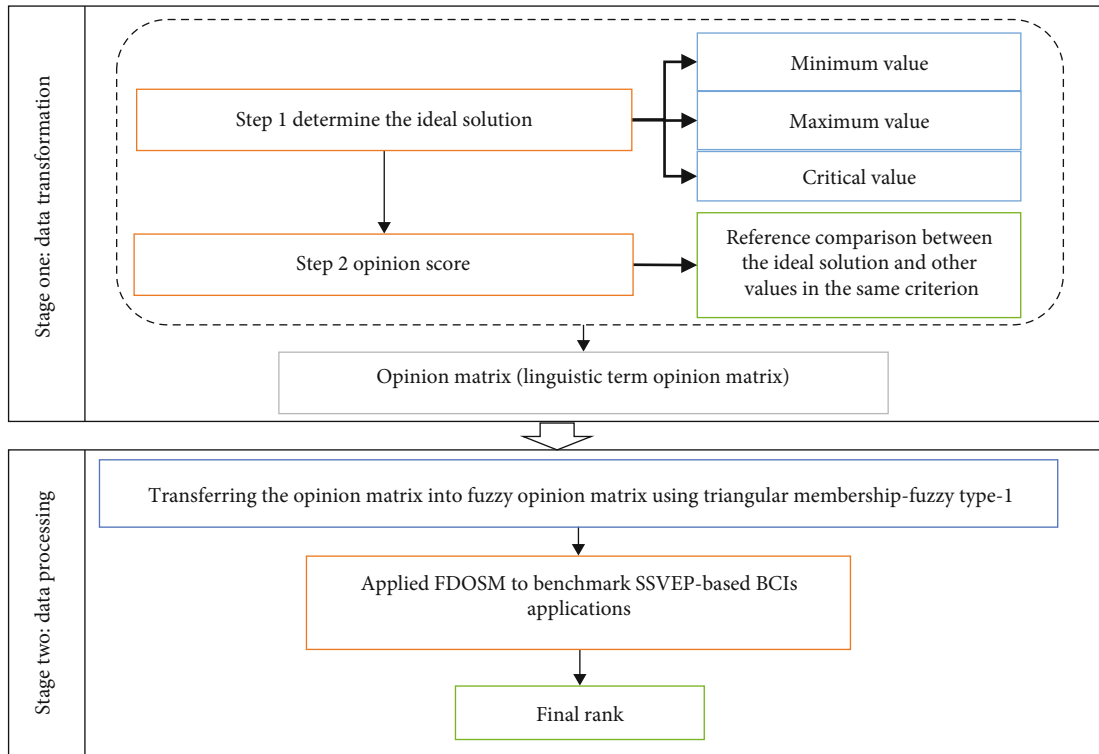 Stage one: data transformation
Step 1 determine the ideal solution
Minimum value
Maximum value
Critical value
Step 2 opinion score
Reference comparison between
the ideal solution and other
values in the same criterion
Opinion matrix (linguistic term opinion matrix)
Stage two: data processing
Transferring the opinion matrix into fuzzy opinion matrix using triangular membership-fuzzy type-1
Applied FDOSM to benchmark SSVEP-based BCIs
applications
Final rank